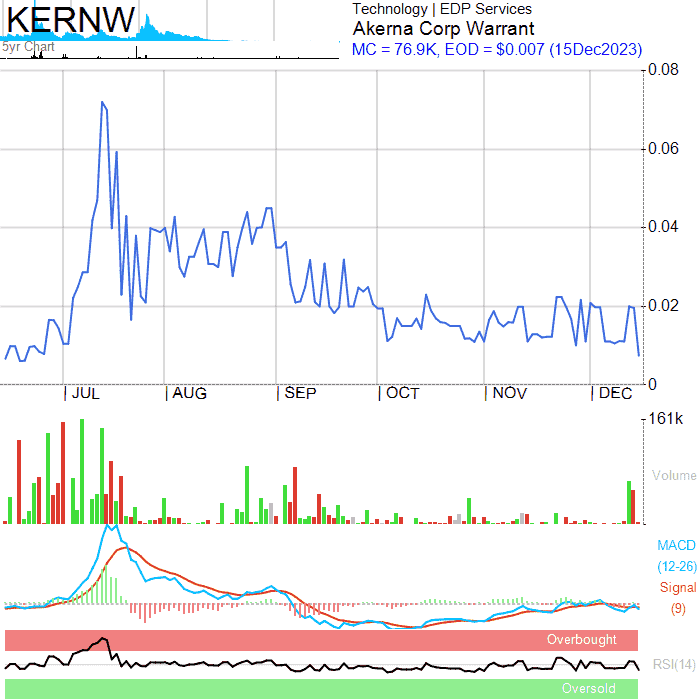 KERNW
Technology | EDP Services
Akerna Corp Warrant
5yr Chart
MC = 76.9K, EOD = $0.007 (15Dec2023)
0.08
0.06
0.04
0.02
0
| JUL | AUG | SEP | OCT | NOV | DEC
161k
Volume
MACD
(12-26)
Signal
(9)
Overbought
RSI(14)
Oversold